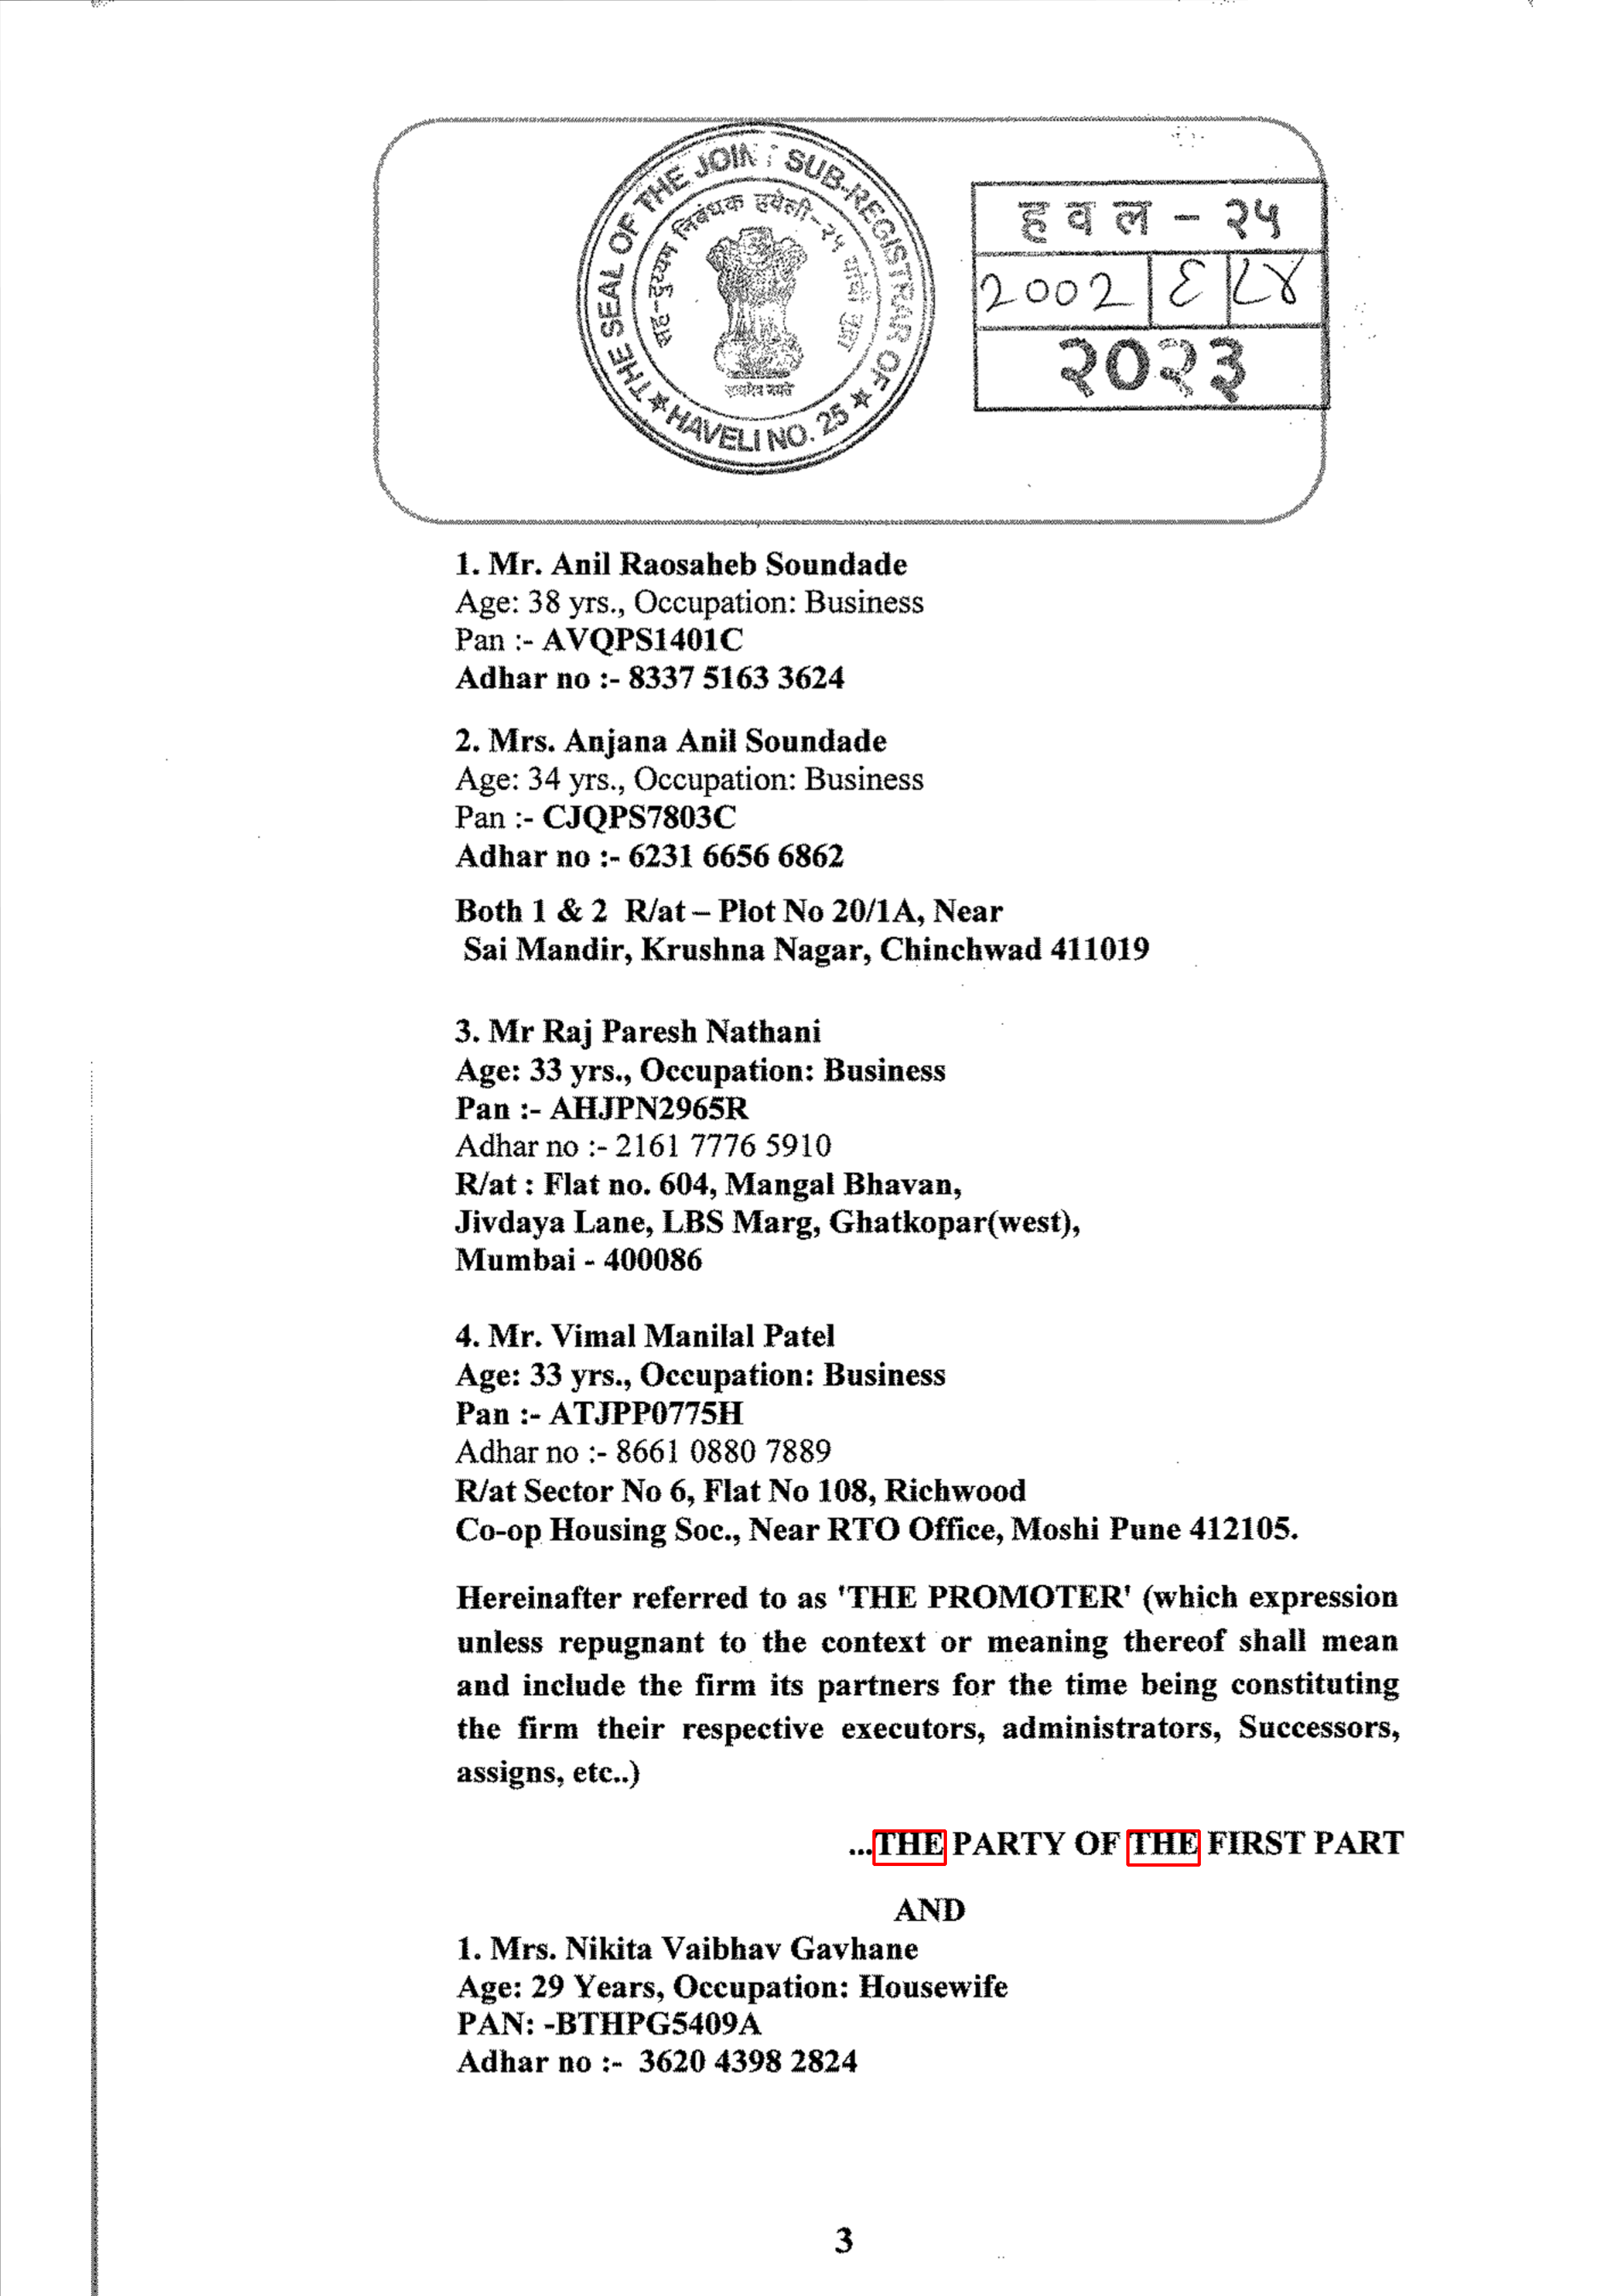 THE SEAL OF THE JOINT SUB-REGISTRAR OF
HAVELI NO. 25
सह-दुय्यम निबंधक हवेली-२५
सत्यमेव जयते
हवल - २५
2002 ६ ८४
२०२३
1. Mr. Anil Raosaheb Soundade
Age: 38 yrs., Occupation: Business
Pan :- AVQPS1401C
Adhar no :- 8337 5163 3624
2. Mrs. Anjana Anil Soundade
Age: 34 yrs., Occupation: Business
Pan :- CJQPS7803C
Adhar no :- 6231 6656 6862
Both 1 & 2 R/at – Plot No 20/1A, Near
Sai Mandir, Krushna Nagar, Chinchwad 411019
3. Mr Raj Paresh Nathani
Age: 33 yrs., Occupation: Business
Pan :- AHJPN2965R
Adhar no :- 2161 7776 5910
R/at : Flat no. 604, Mangal Bhavan,
Jivdaya Lane, LBS Marg, Ghatkopar(west),
Mumbai - 400086
4. Mr. Vimal Manilal Patel
Age: 33 yrs., Occupation: Business
Pan :- ATJPP0775H
Adhar no :- 8661 0880 7889
R/at Sector No 6, Flat No 108, Richwood
Co-op Housing Soc., Near RTO Office, Moshi Pune 412105.
Hereinafter referred to as 'THE PROMOTER' (which expression
unless repugnant to the context or meaning thereof shall mean
and include the firm its partners for the time being constituting
the firm their respective executors, administrators, Successors,
assigns, etc..)
...THE PARTY OF THE FIRST PART
AND
1. Mrs. Nikita Vaibhav Gavhane
Age: 29 Years, Occupation: Housewife
PAN: -BTHPG5409A
Adhar no :- 3620 4398 2824
3